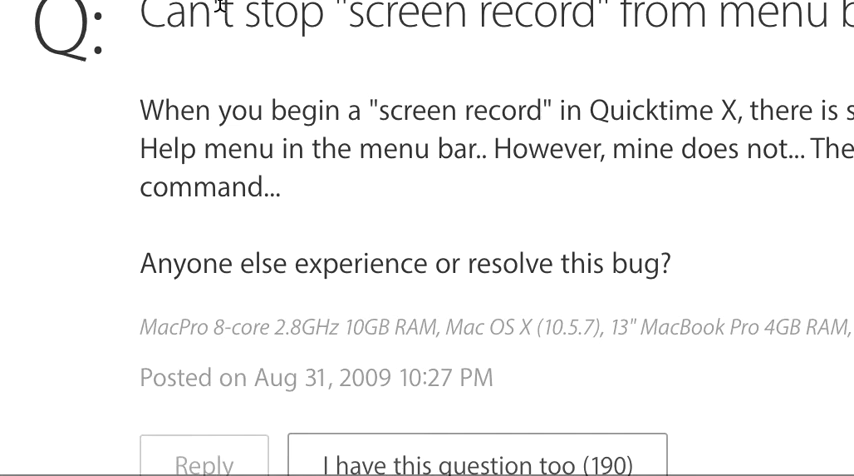 Q: Can't stop "screen record" from menu b
When you begin a "screen record" in Quicktime X, there is s
Help menu in the menu bar.. However, mine does not... The
command...
Anyone else experience or resolve this bug?
MacPro 8-core 2.8GHz 10GB RAM, Mac OS X (10.5.7), 13" MacBook Pro 4GB RAM,
Posted on Aug 31, 2009 10:27 PM
Reply I have this question too (190)